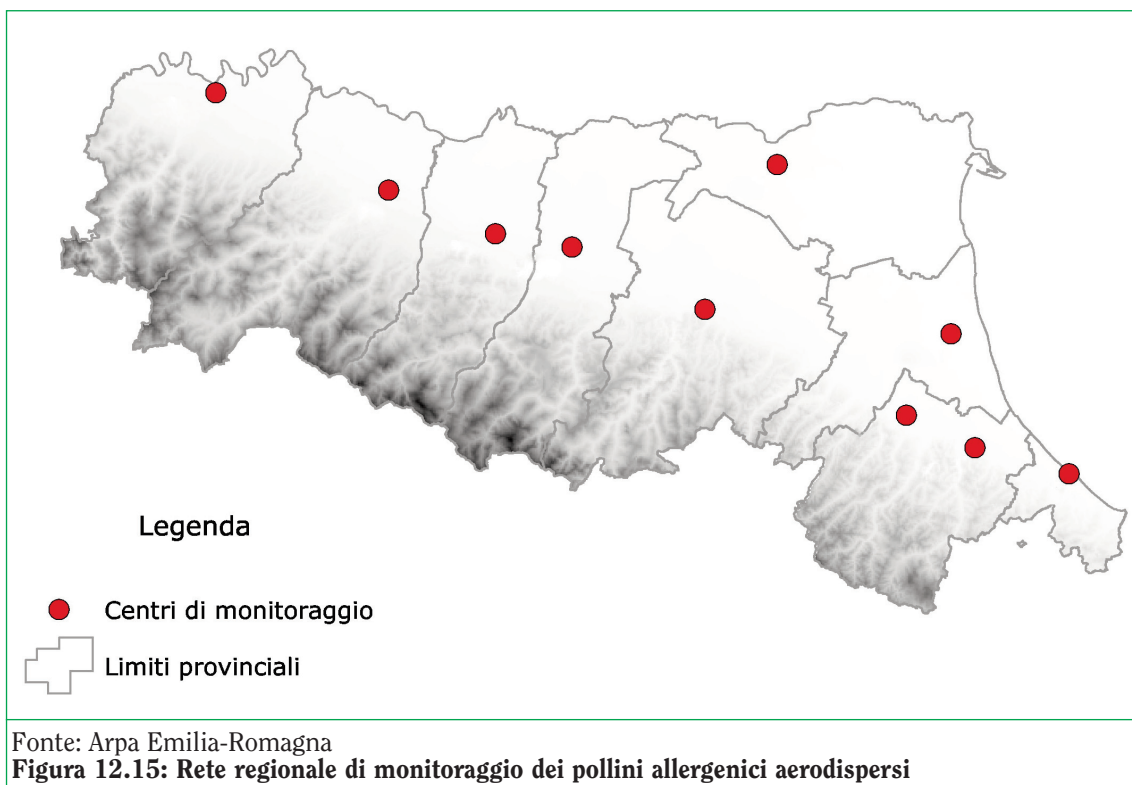 Legenda
Centri di monitoraggio
Limiti provinciali
Fonte: Arpa Emilia-Romagna
Figura 12.15: Rete regionale di monitoraggio dei pollini allergenici aerodispersi